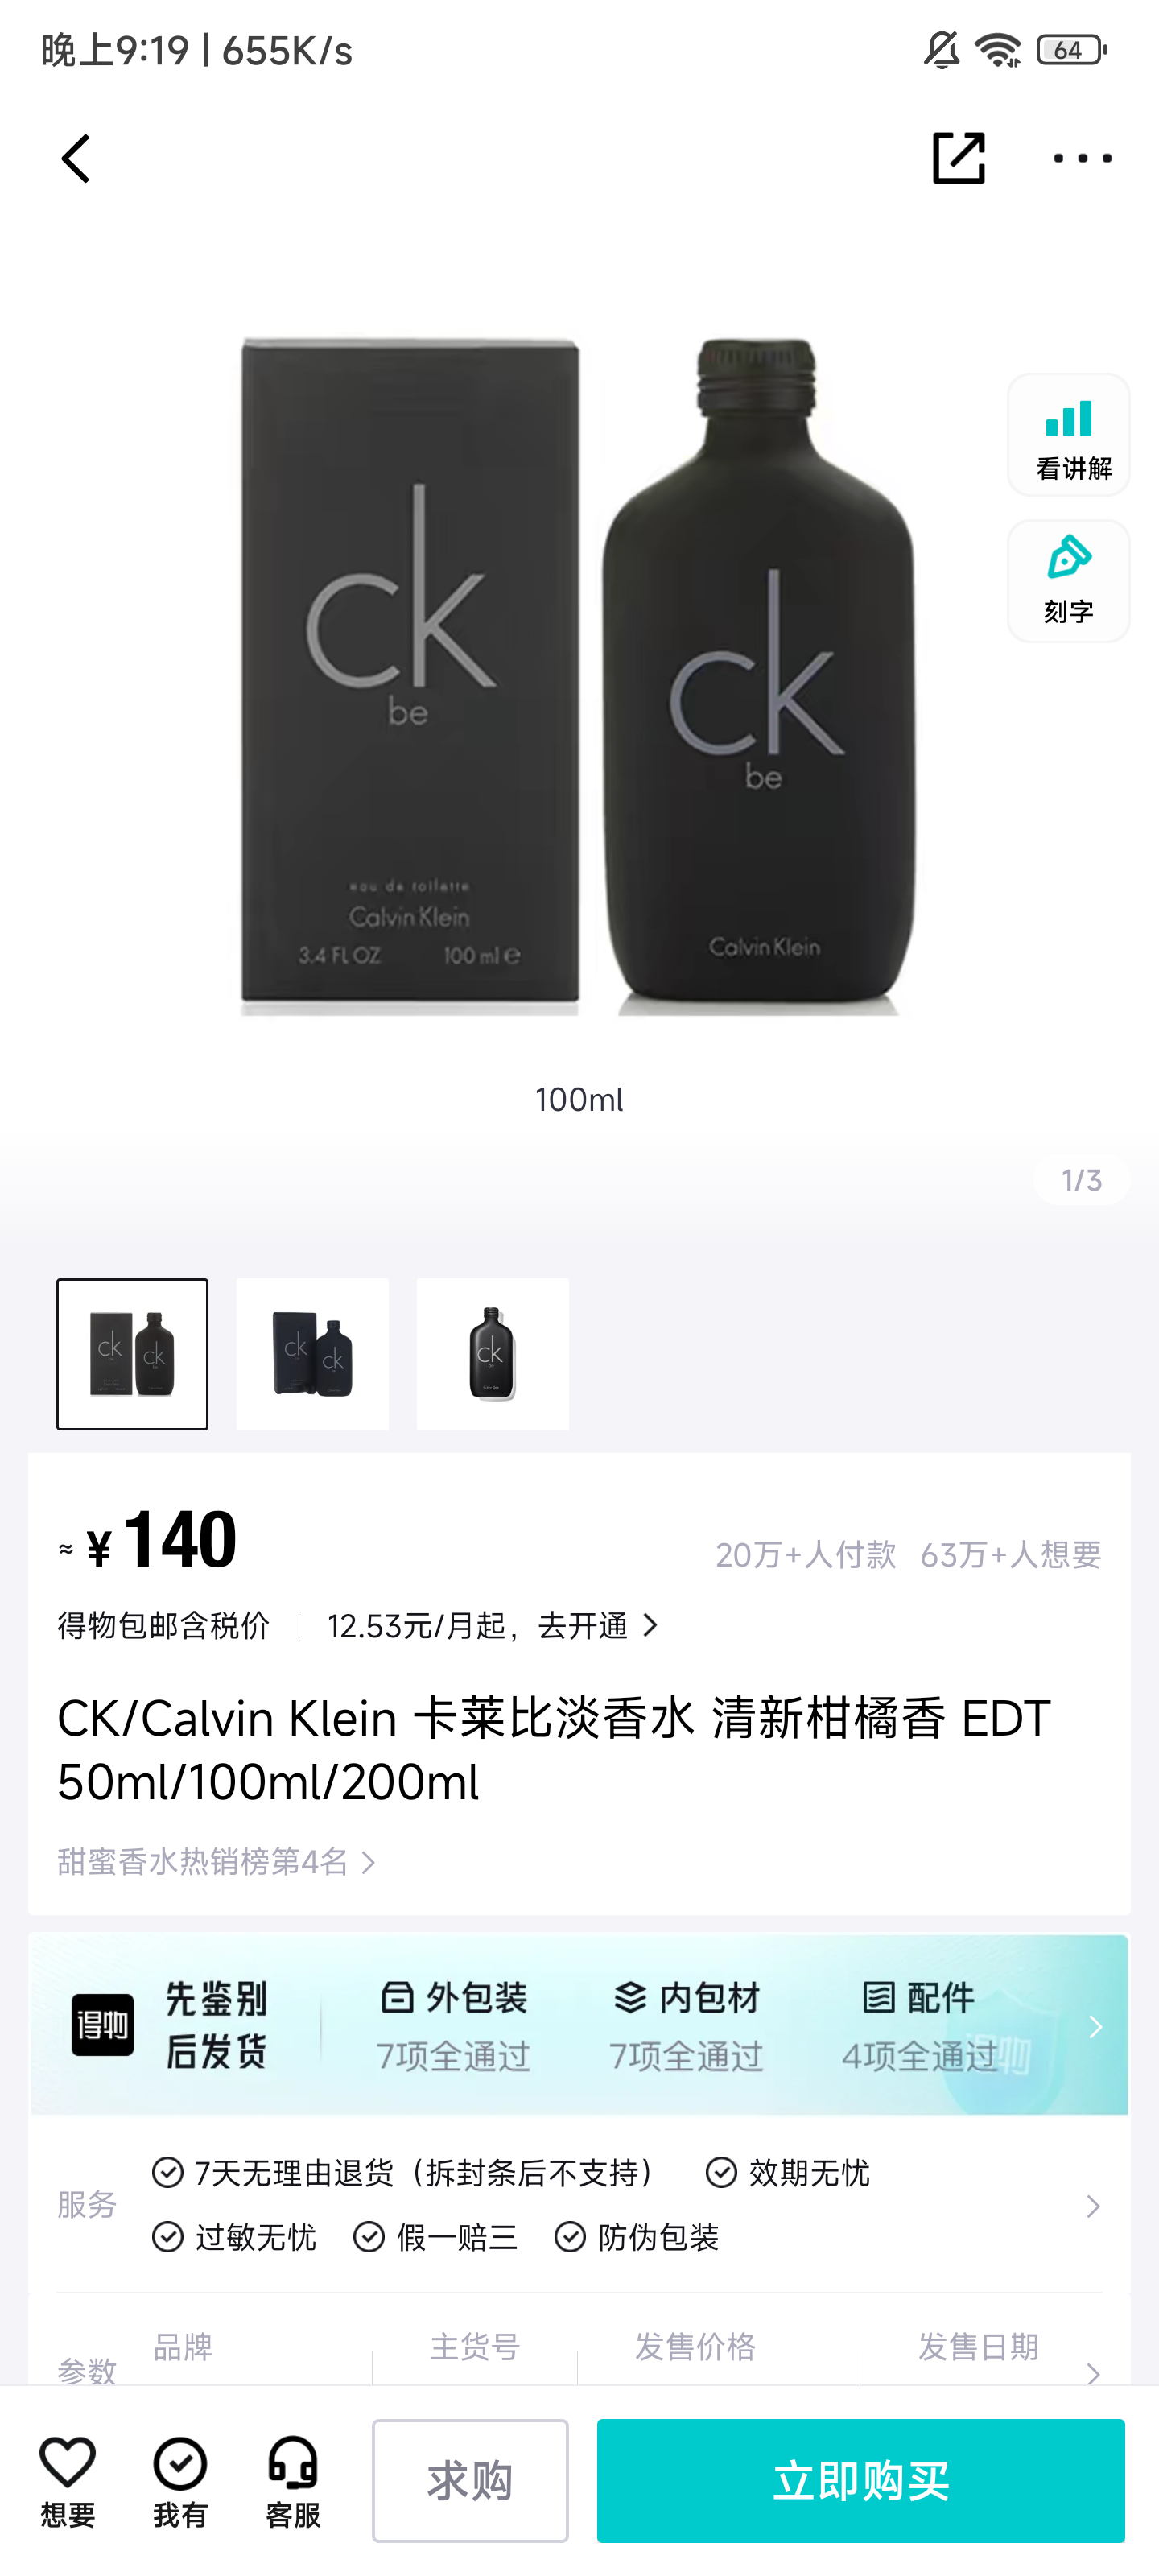 晚上9:19 | 655K/s
64
ck
be
eau de toilette
Calvin Klein
3.4 FL OZ 100 ml e
ck
be
Calvin Klein
看讲解
刻字
100ml
1/3
ck
ck
ck
ck
ck
≈ ¥ 140
20万+人付款 63万+人想要
得物包邮含税价 | 12.53元/月起，去开通
CK/Calvin Klein 卡莱比淡香水 清新柑橘香 EDT
50ml/100ml/200ml
甜蜜香水热销榜第4名
得物
先鉴别
后发货
外包装
7项全通过
内包材
7项全通过
配件
4项全通过
得物
服务
7天无理由退货（拆封条后不支持） 效期无忧
过敏无忧 假一赔三 防伪包装
参数
品牌 主货号 发售价格 发售日期
想要 我有 客服
求购
立即购买